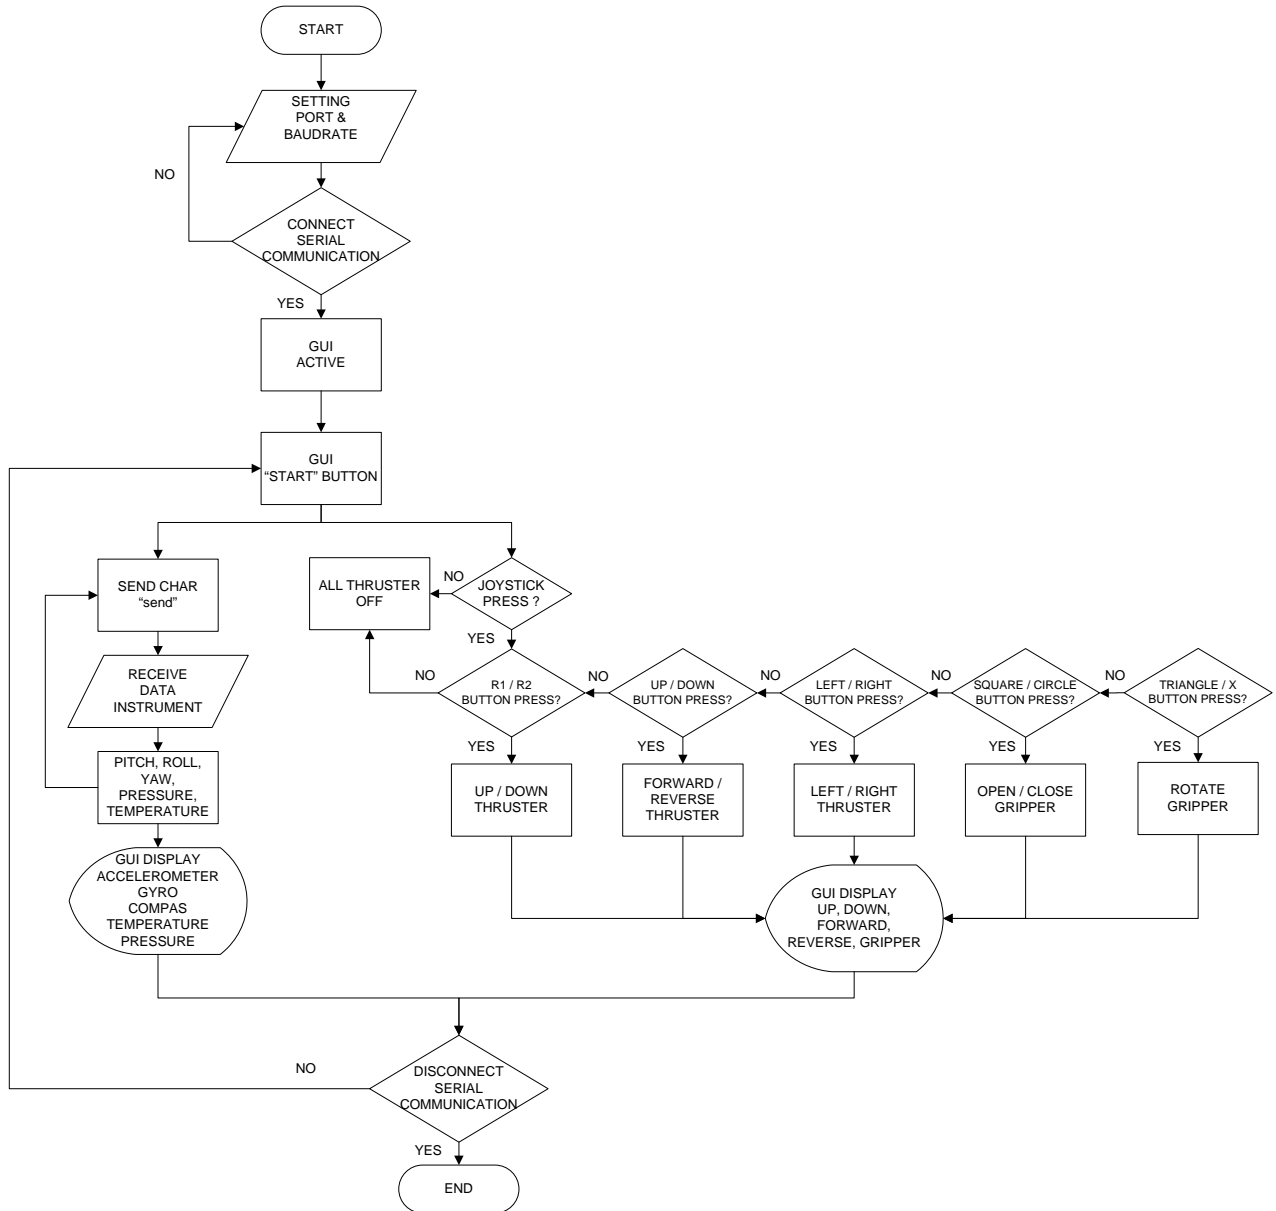 START
SETTING
PORT &
BAUDRATE
NO
CONNECT
SERIAL
COMMUNICATION
YES
GUI
ACTIVE
GUI
“START” BUTTON
SEND CHAR
“send”
ALL THRUSTER
OFF
NO
JOYSTICK
PRESS ?
YES
RECEIVE
DATA
INSTRUMENT
NO
R1 / R2
BUTTON PRESS?
NO
UP / DOWN
BUTTON PRESS?
NO
LEFT / RIGHT
BUTTON PRESS?
NO
SQUARE / CIRCLE
BUTTON PRESS?
NO
TRIANGLE / X
BUTTON PRESS?
YES
YES
YES
YES
YES
PITCH, ROLL,
YAW,
PRESSURE,
TEMPERATURE
UP / DOWN
THRUSTER
FORWARD /
REVERSE
THRUSTER
LEFT / RIGHT
THRUSTER
OPEN / CLOSE
GRIPPER
ROTATE
GRIPPER
GUI DISPLAY
ACCELEROMETER
GYRO
COMPAS
TEMPERATURE
PRESSURE
GUI DISPLAY
UP, DOWN,
FORWARD,
REVERSE, GRIPPER
NO
DISCONNECT
SERIAL
COMMUNICATION
YES
END